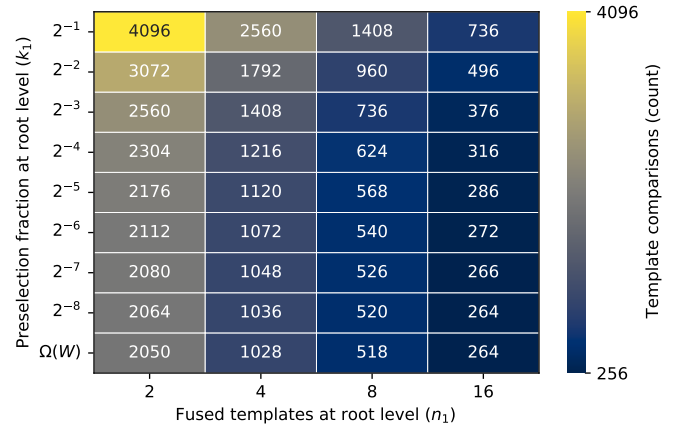 Preselection fraction at root level (k₁)
2⁻¹ 4096 2560 1408 736
2⁻² 3072 1792 960 496
2⁻³ 2560 1408 736 376
2⁻⁴ 2304 1216 624 316
2⁻⁵ 2176 1120 568 286
2⁻⁶ 2112 1072 540 272
2⁻⁷ 2080 1048 526 266
2⁻⁸ 2064 1036 520 264
Ω(W) 2050 1028 518 264
2 4 8 16
Fused templates at root level (n₁)
4096
256
Template comparisons (count)